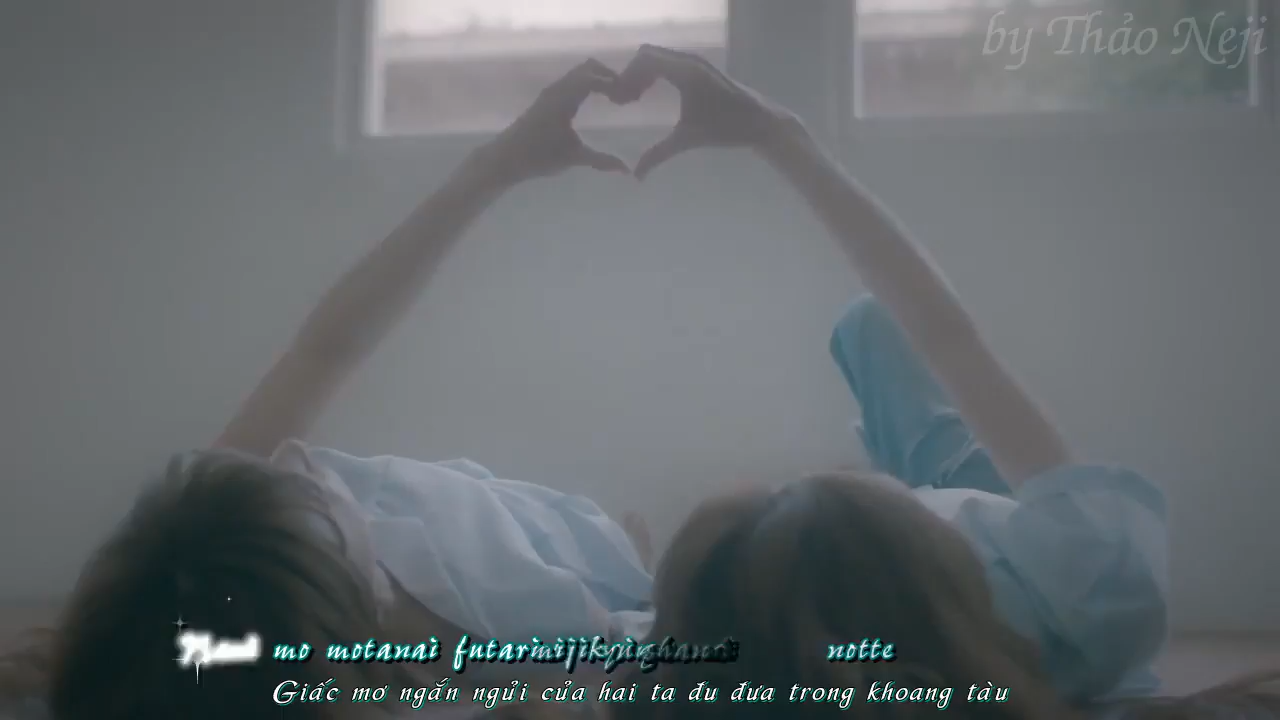 by Thảo Neji
mo motanai futari notte
Giấc mơ ngắn ngủi của hai ta đu đưa trong khoang tàu